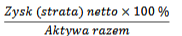 Zysk (strata) netto × 100 %
Aktywa razem